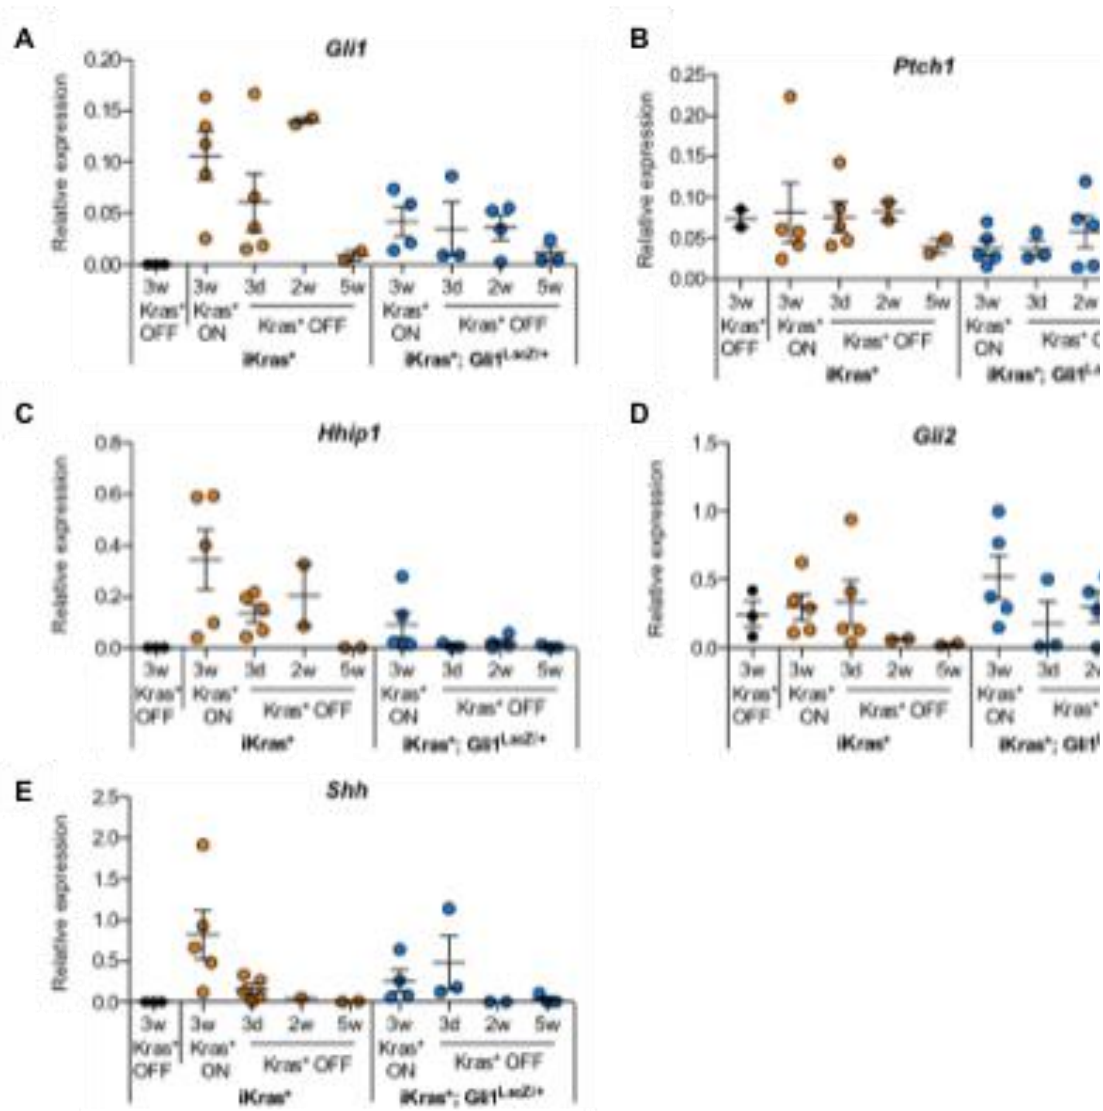 A
Gli1
Relative expression
0.20
0.15
0.10
0.05
0.00
3w 3w 3d 2w 5w 3w 3d 2w 5w
Kras* OFF Kras* ON Kras* OFF Kras* ON Kras* OFF
iKras* iKras*; Gli1LacZ/+
B
Ptch1
Relative expression
0.25
0.20
0.15
0.10
0.05
0.00
3w 3w 3d 2w 5w 3w 3d 2w
Kras* OFF Kras* ON Kras* OFF Kras* ON Kras* O
iKras* iKras*; Gli1La
C
Hhip1
Relative expression
0.8
0.6
0.4
0.2
0.0
3w 3w 3d 2w 5w 3w 3d 2w 5w
Kras* OFF Kras* ON Kras* OFF Kras* ON Kras* OFF
iKras* iKras*; Gli1LacZ/+
D
Gli2
Relative expression
1.5
1.0
0.5
0.0
3w 3w 3d 2w 5w 3w 3d 2w
Kras* OFF Kras* ON Kras* OFF Kras* ON Kras*
iKras* iKras*; Gli1L
E
Shh
Relative expression
2.5
2.0
1.5
1.0
0.5
0.0
3w 3w 3d 2w 5w 3w 3d 2w 5w
Kras* OFF Kras* ON Kras* OFF Kras* ON Kras* OFF
iKras* iKras*; Gli1LacZ/+